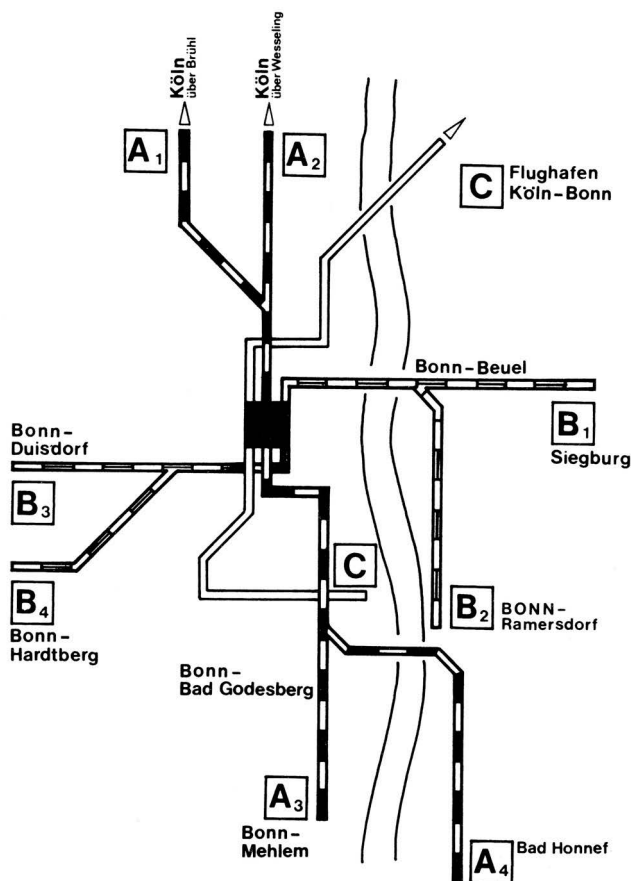 Köln
über Brühl
Köln
über Wesseling
A1
A2
C
Flughafen
Köln-Bonn
Bonn-Beuel
B1
Siegburg
Bonn-
Duisdorf
B3
B4
Bonn-
Hardtberg
C
B2
BONN-
Ramersdorf
Bonn-
Bad Godesberg
A3
Bonn-
Mehlem
A4
Bad Honnef